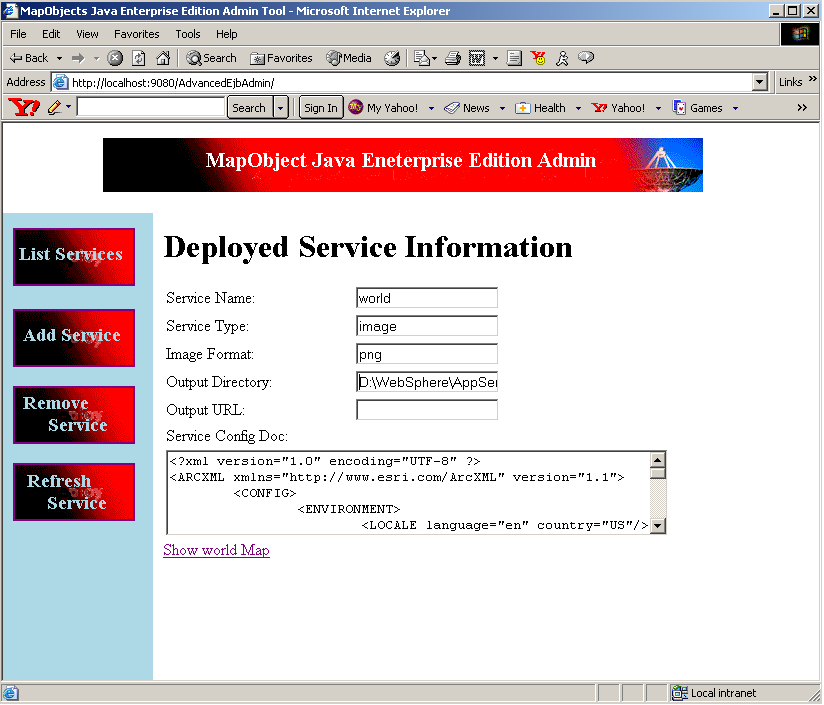 MapObjects Java Enterprise Edition Admin Tool - Microsoft Internet Explorer
File Edit View Favorites Tools Help
Back Search Favorites Media
Address http://localhost:9080/AdvancedEjbAdmin/ Links »
Y! Search Sign In My Yahoo! News Health Y! Yahoo! Games »
MapObject Java Eneterprise Edition Admin
List Services
Add Service
Remove
Service
Refresh
Service
Deployed Service Information
Service Name: world
Service Type: image
Image Format: png
Output Directory: D:\WebSphere\AppSer
Output URL:
Service Config Doc:
<?xml version="1.0" encoding="UTF-8" ?>
<ARCXML xmlns="http://www.esri.com/ArcXML" version="1.1">
<CONFIG>
<ENVIRONMENT>
<LOCALE language="en" country="US"/>
Show world Map
Local intranet